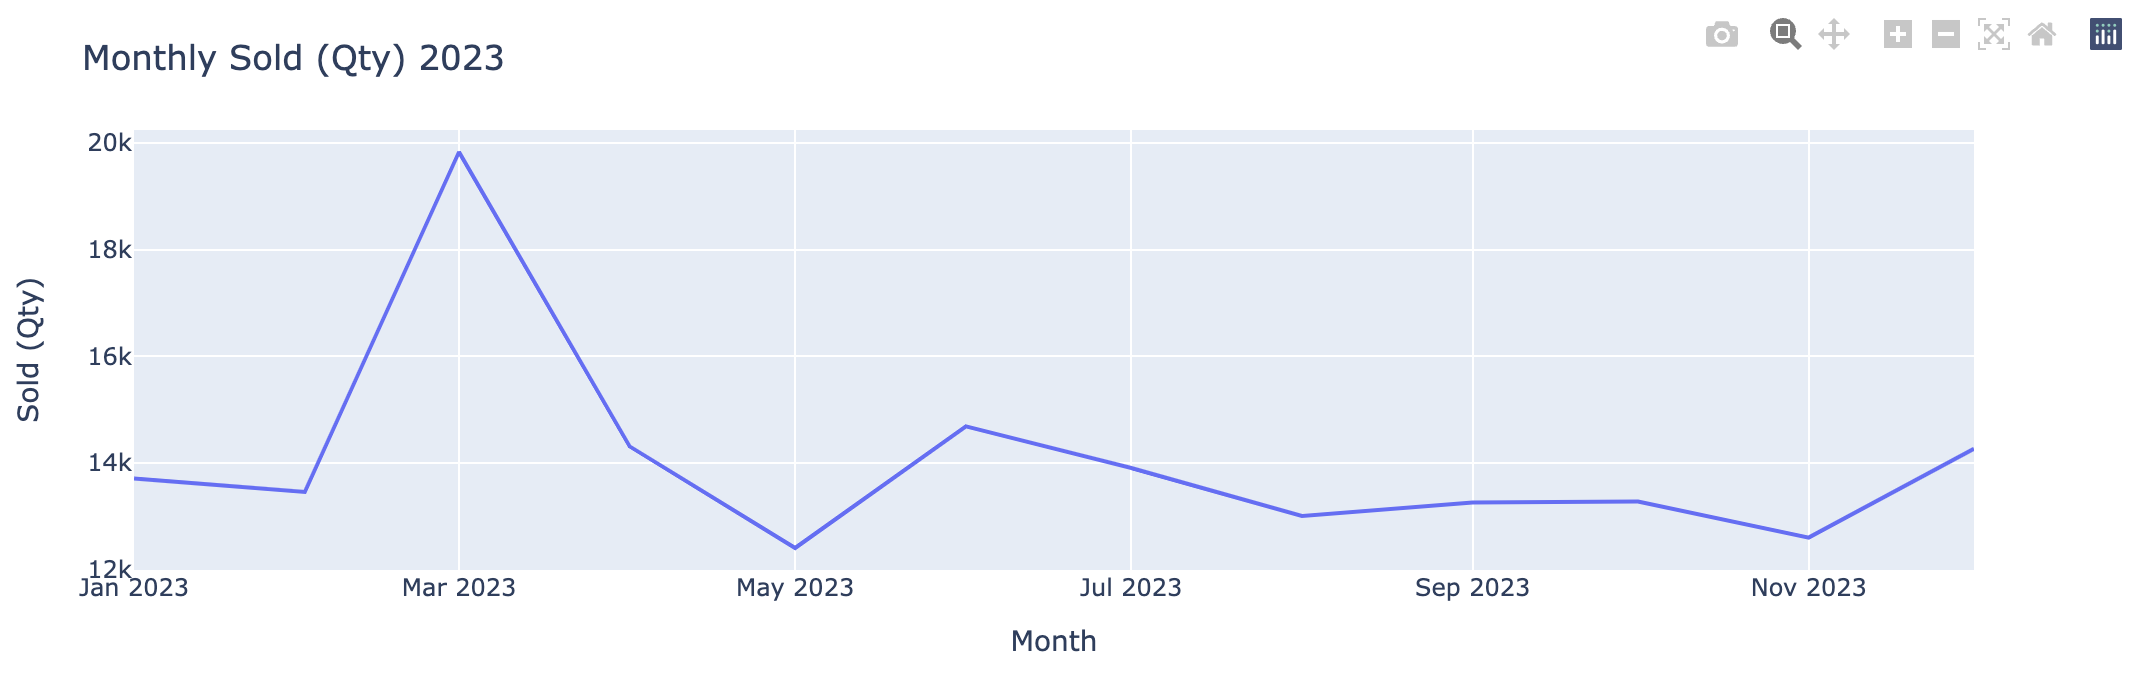 Monthly Sold (Qty) 2023
20k
18k
16k
14k
12k
Sold (Qty)
Jan 2023 Mar 2023 May 2023 Jul 2023 Sep 2023 Nov 2023
Month